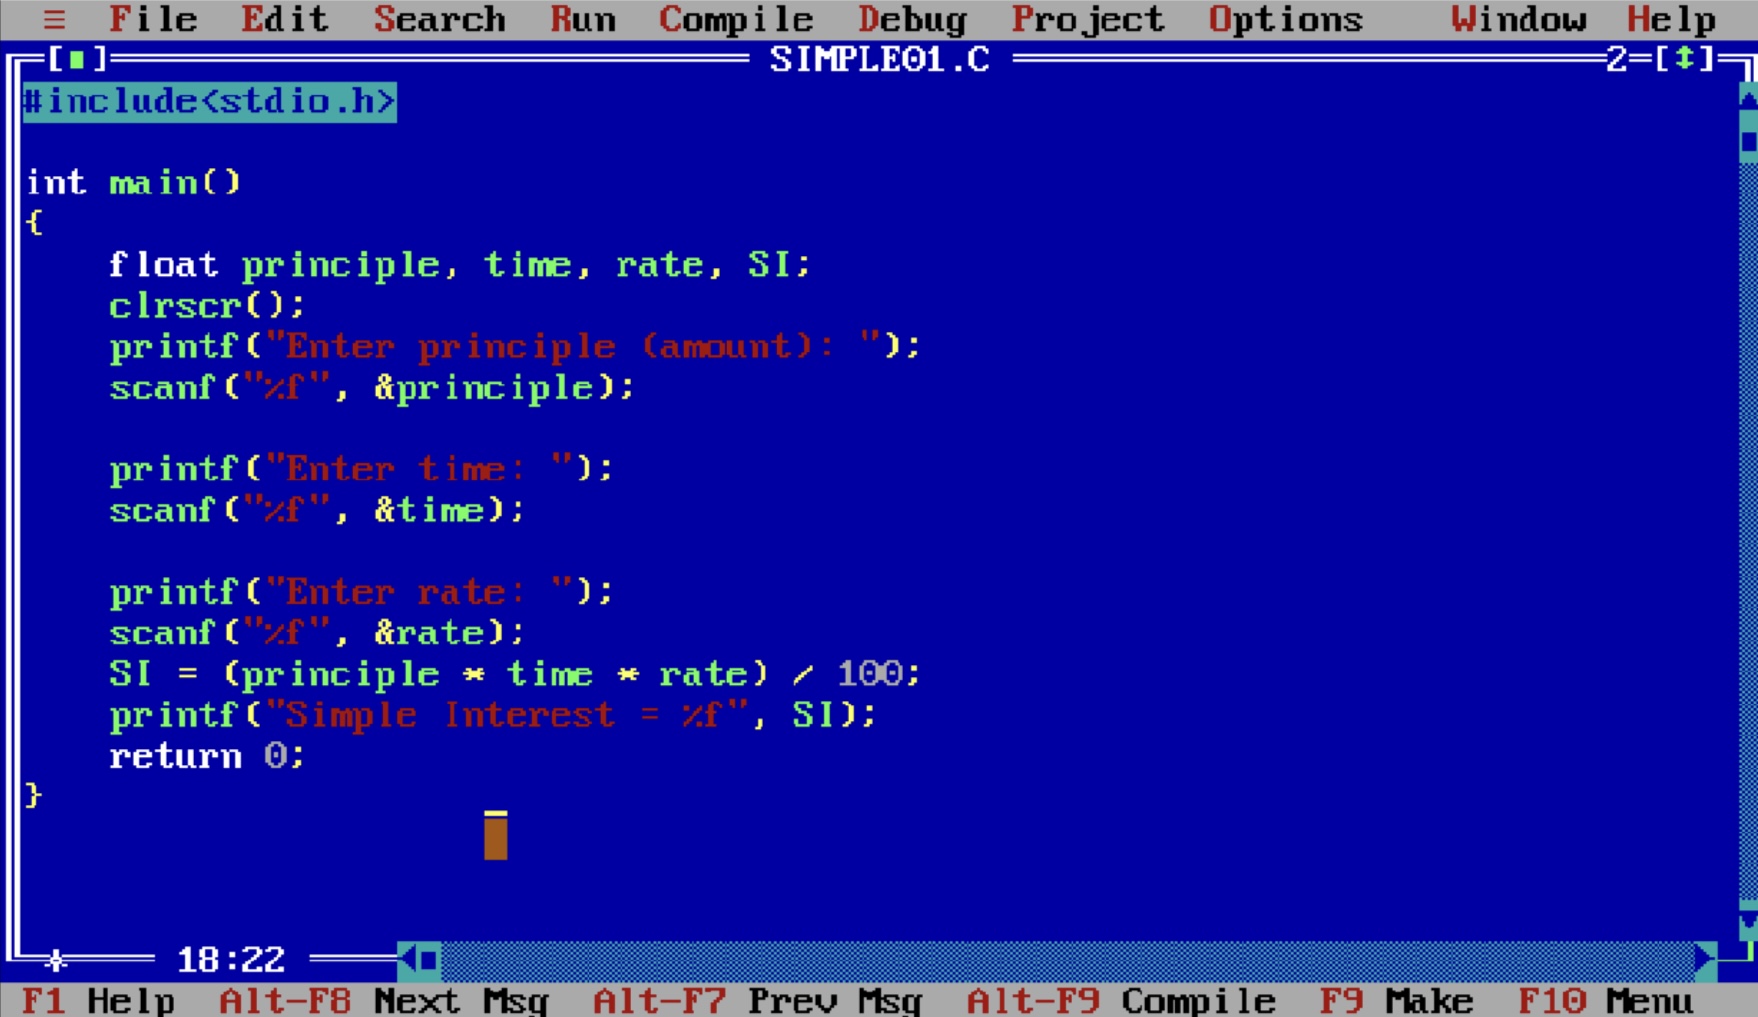 ≡ File Edit Search Run Compile Debug Project Options Window Help
[■] SIMPLE01.C 2=[↕]
#include<stdio.h>
int main()
{
float principle, time, rate, SI;
clrscr();
printf("Enter principle (amount): ");
scanf("%f", &principle);
printf("Enter time: ");
scanf("%f", &time);
printf("Enter rate: ");
scanf("%f", &rate);
SI = (principle * time * rate) / 100;
printf("Simple Interest = %f", SI);
return 0;
}
* 18:22
F1 Help Alt-F8 Next Msg Alt-F7 Prev Msg Alt-F9 Compile F9 Make F10 Menu